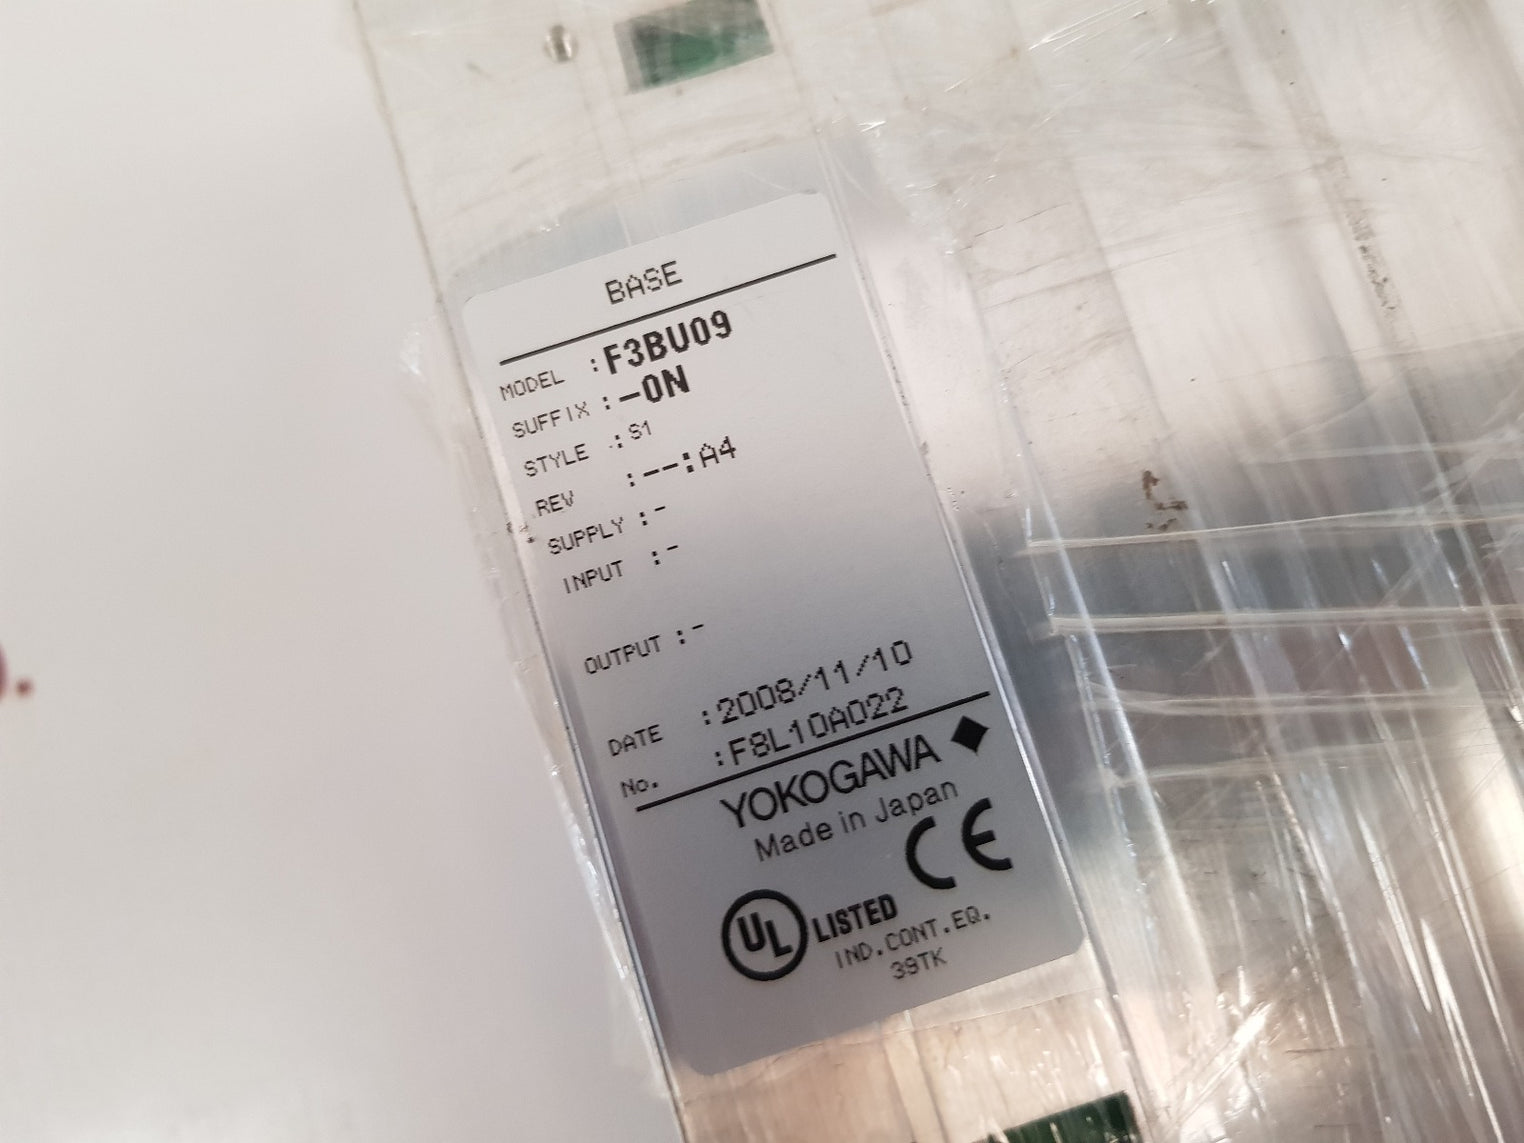 BASE
MODEL :F3BU09
SUFFIX :-0N
STYLE :S1
REV :--:A4
SUPPLY :-
INPUT :-
OUTPUT :-
DATE :2008/11/10
No. :F8L10A022
YOKOGAWA
Made in Japan
CE
UL LISTED
IND.CONT.EQ.
39TK